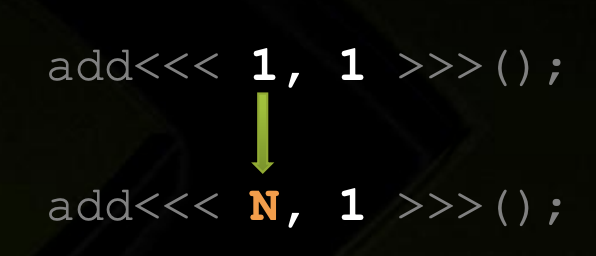 add<<< 1, 1 >>>();
add<<< N, 1 >>>();